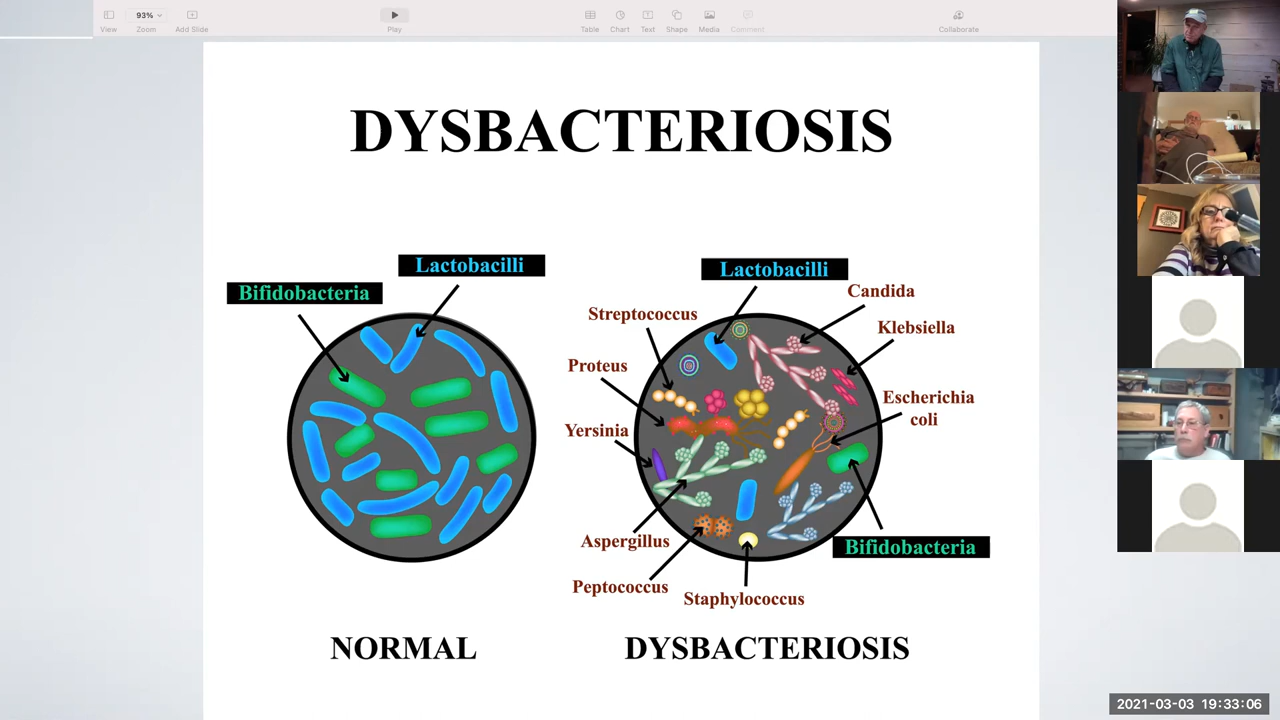 93%
View
Zoom
Add Slide
Play
Table
Chart
Text
Shape
Media
Comment
Collaborate
DYSBACTERIOSIS
Lactobacilli
Bifidobacteria
Lactobacilli
Candida
Streptococcus
Klebsiella
Proteus
Escherichia
coli
Yersinia
Aspergillus
Bifidobacteria
Peptococcus
Staphylococcus
NORMAL
DYSBACTERIOSIS
2021-03-03 19:33:06